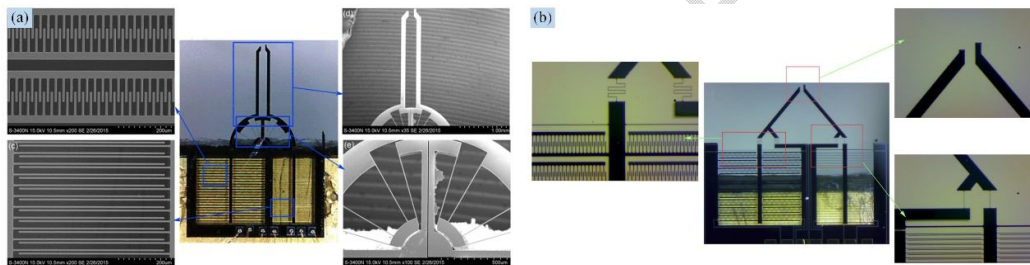 (a)
(d)
S-3400N 15.0kV 10.5mm x200 SE 2/26/2015
200um
S-3400N 15.0kV 10.5mm x35 SE 2/26/2015
1.00mm
(c)
(e)
S-3400N 15.0kV 10.5mm x200 SE 2/26/2015
200um
S-3400N 15.0kV 10.5mm x100 SE 2/26/2015
500um
(b)